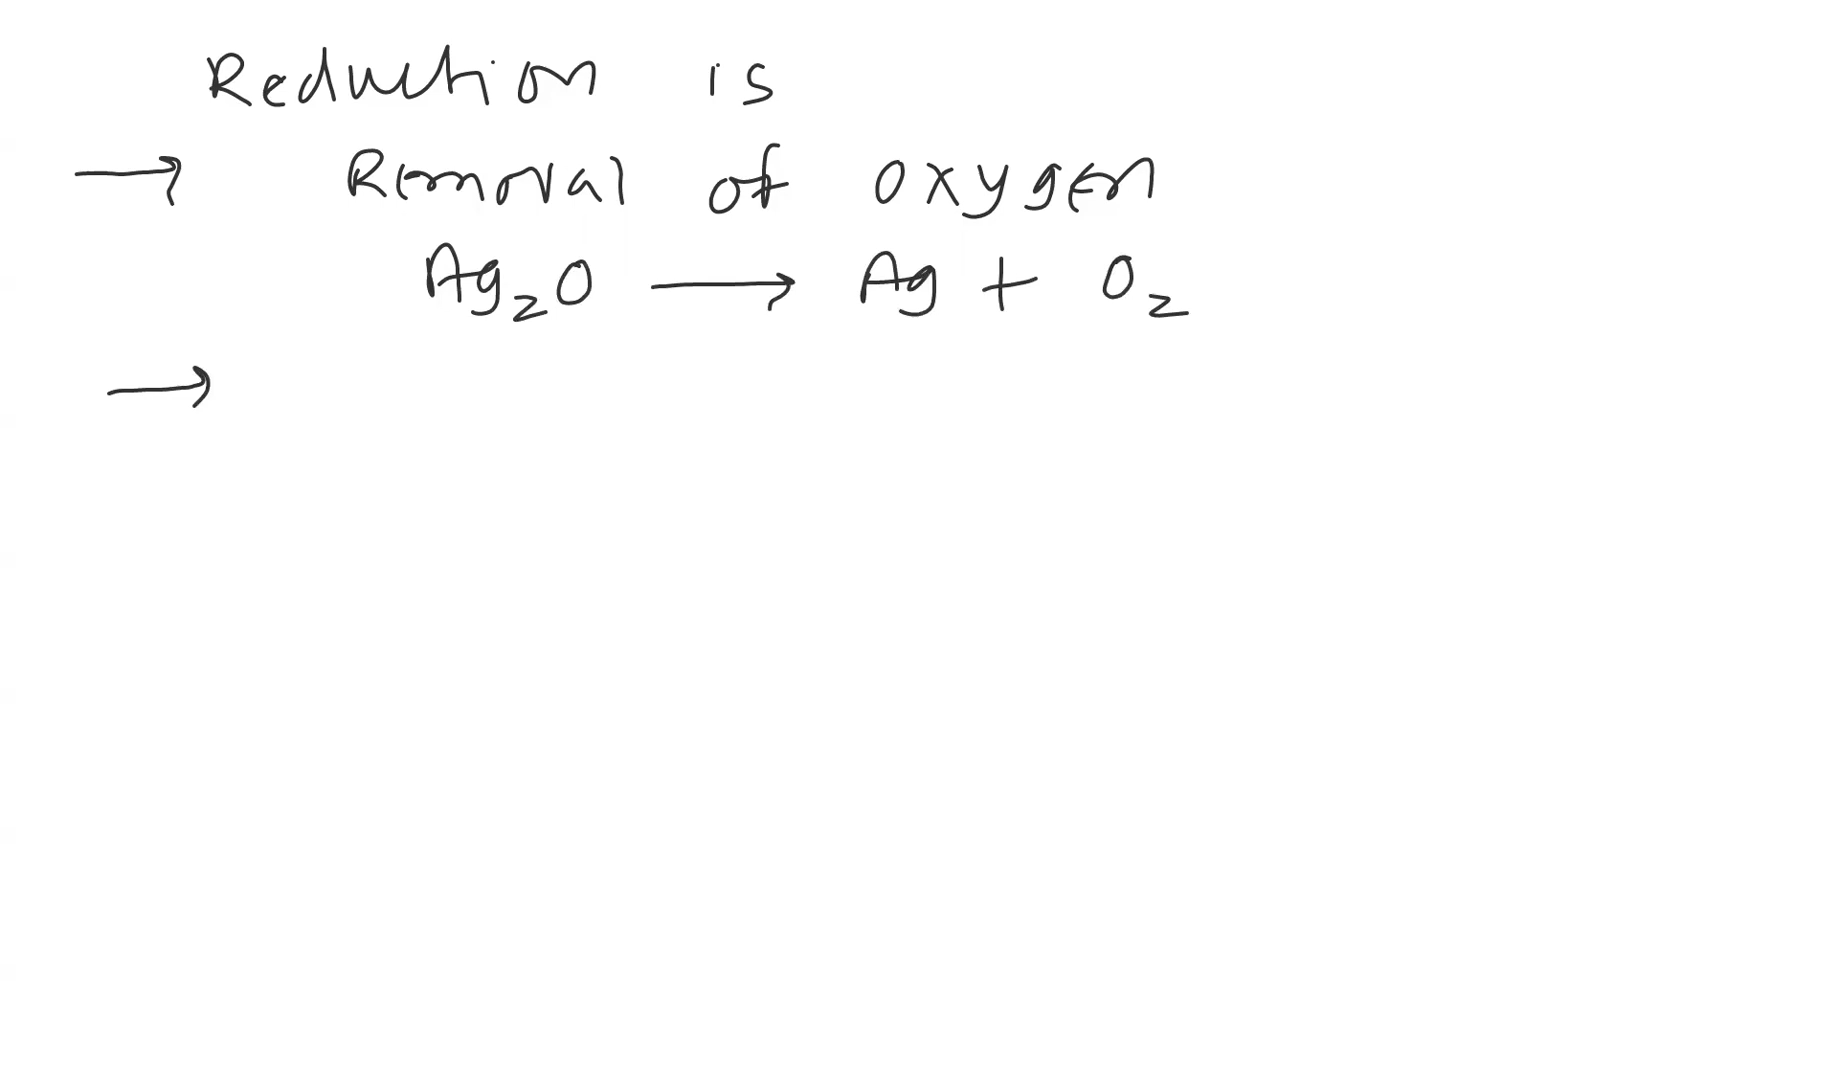 Reduction is
→ Removal of oxygen
Ag₂O → Ag + O₂
→